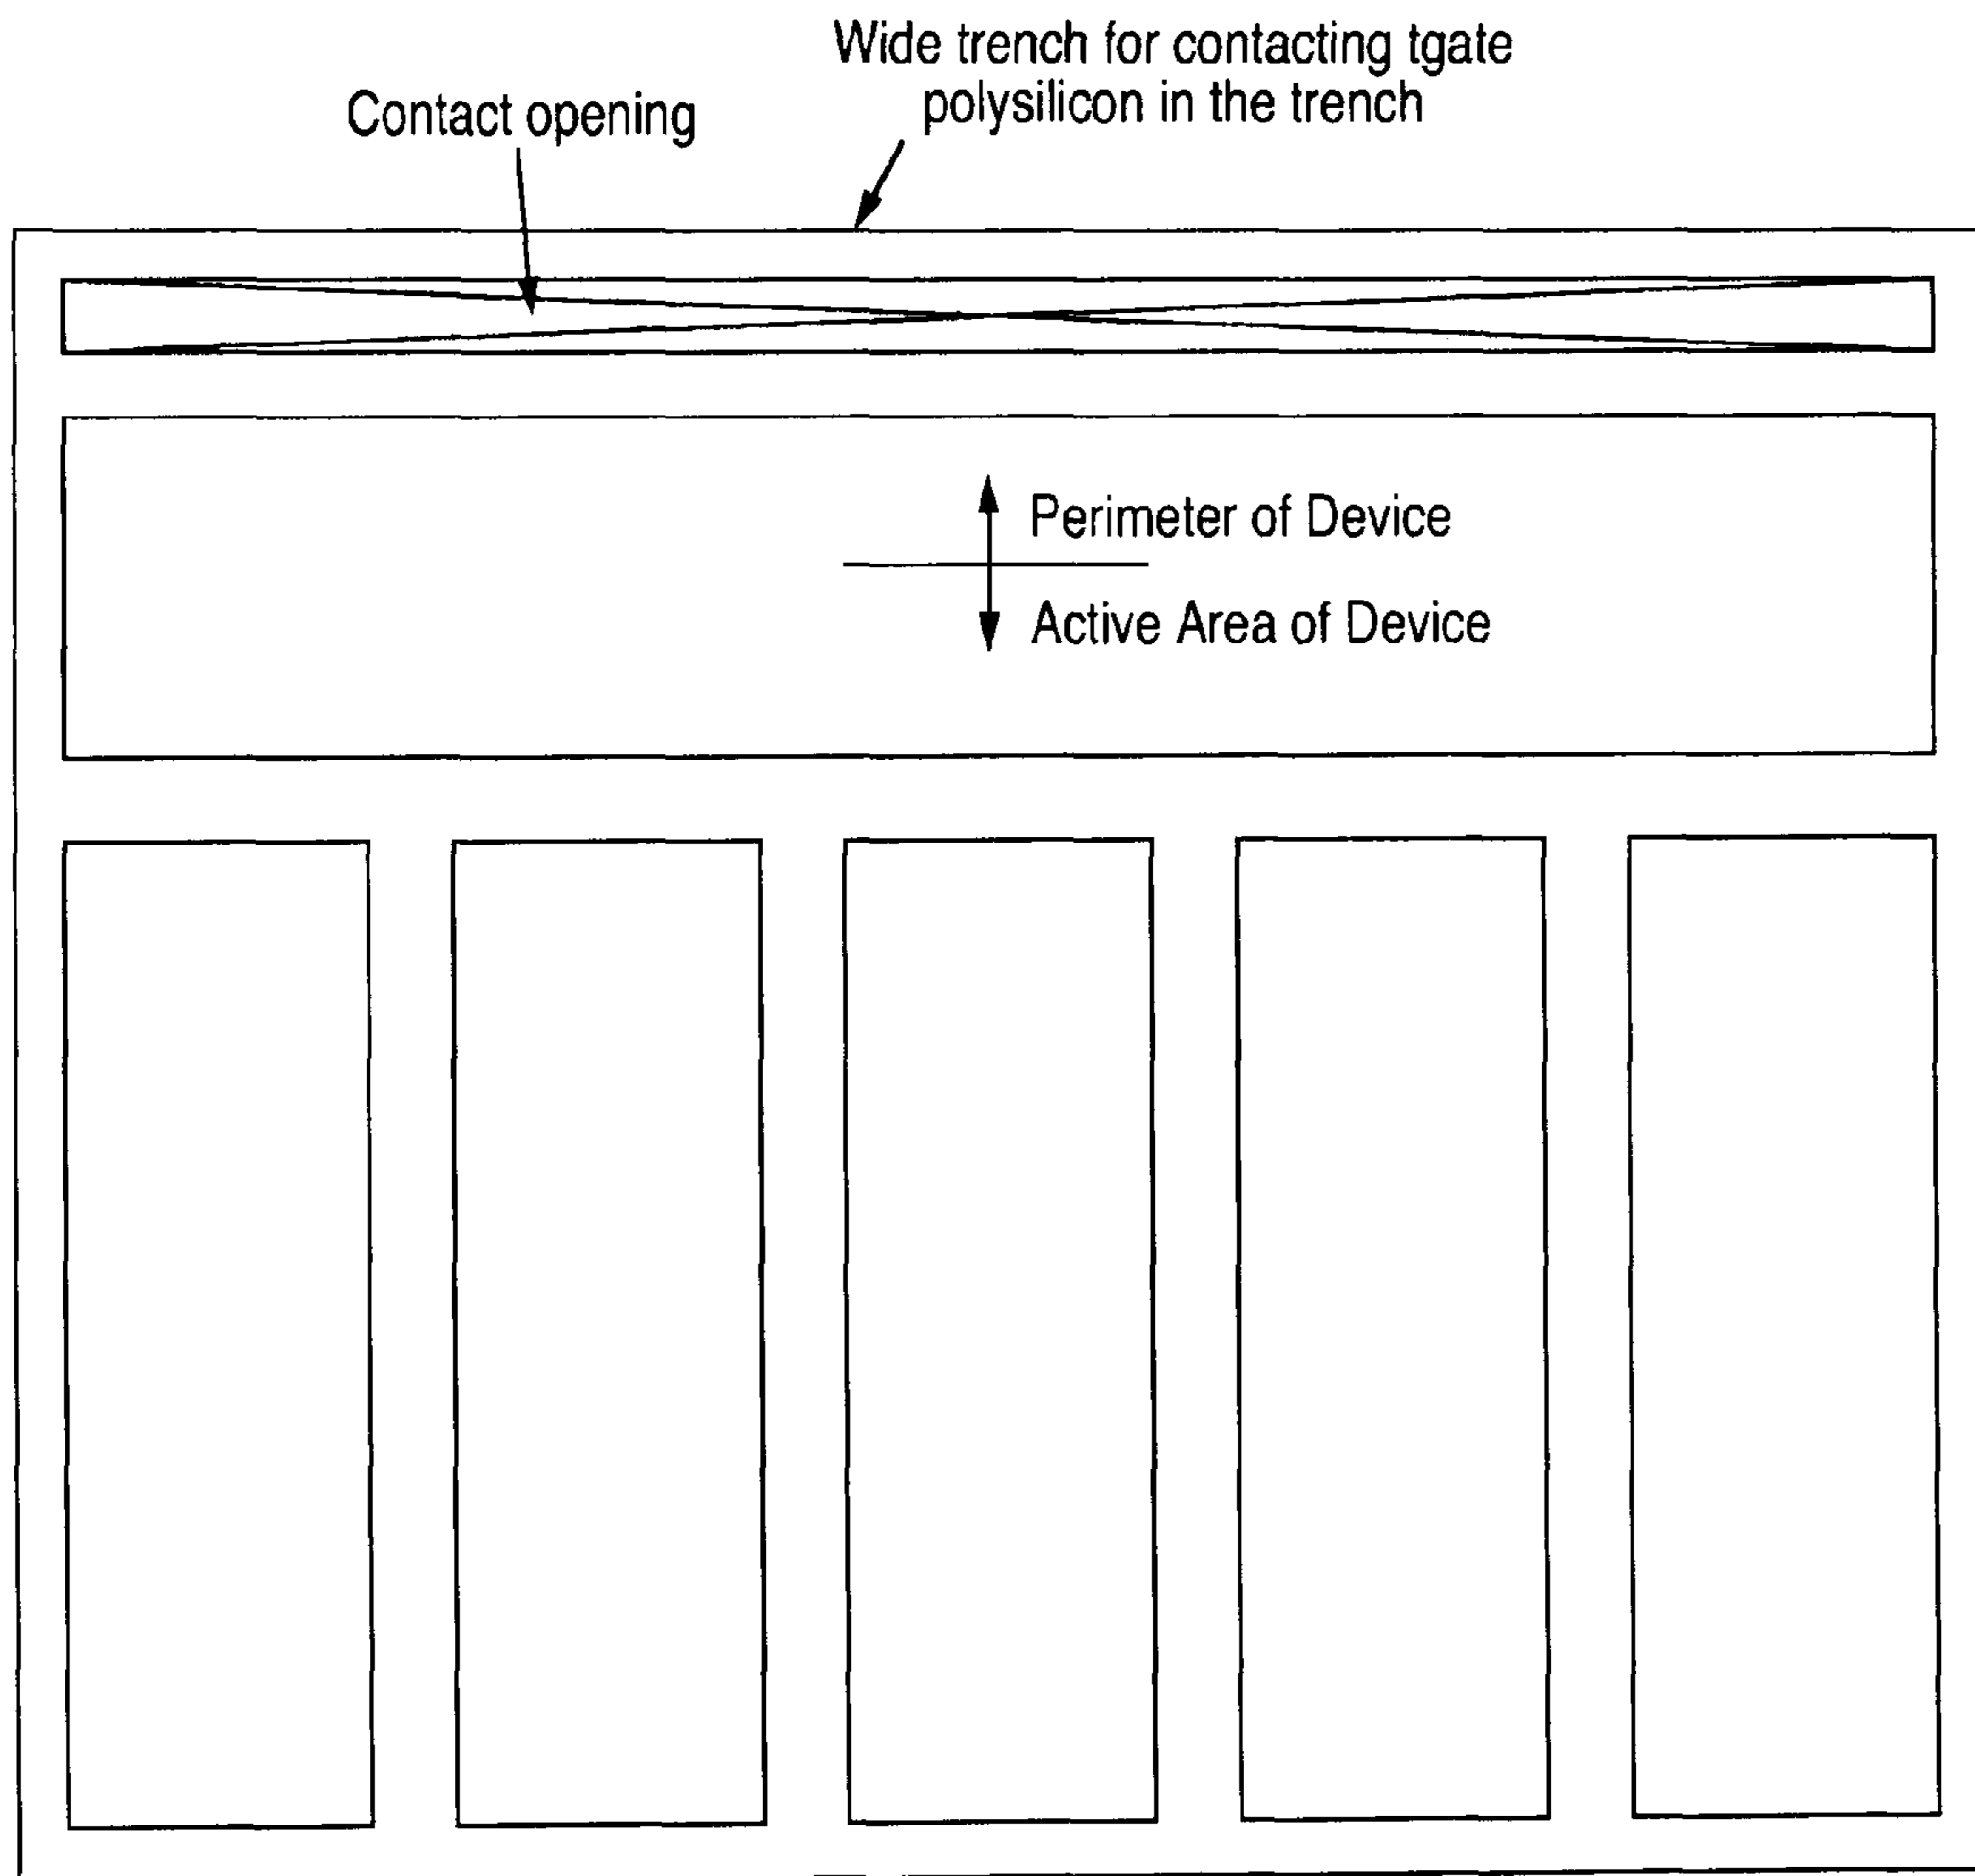 Wide trench for contacting tgate
polysilicon in the trench
Contact opening
Perimeter of Device
Active Area of Device